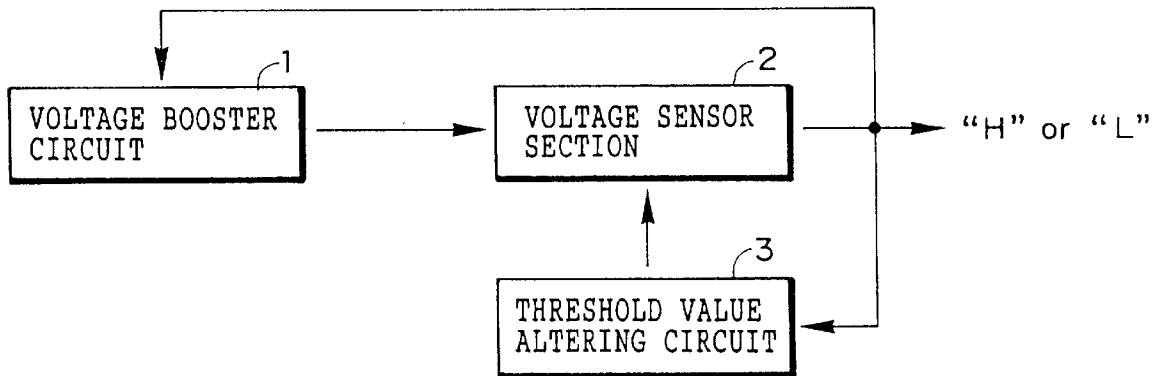 1
VOLTAGE BOOSTER
CIRCUIT
2
VOLTAGE SENSOR
SECTION
“H” or “L”
3
THRESHOLD VALUE
ALTERING CIRCUIT